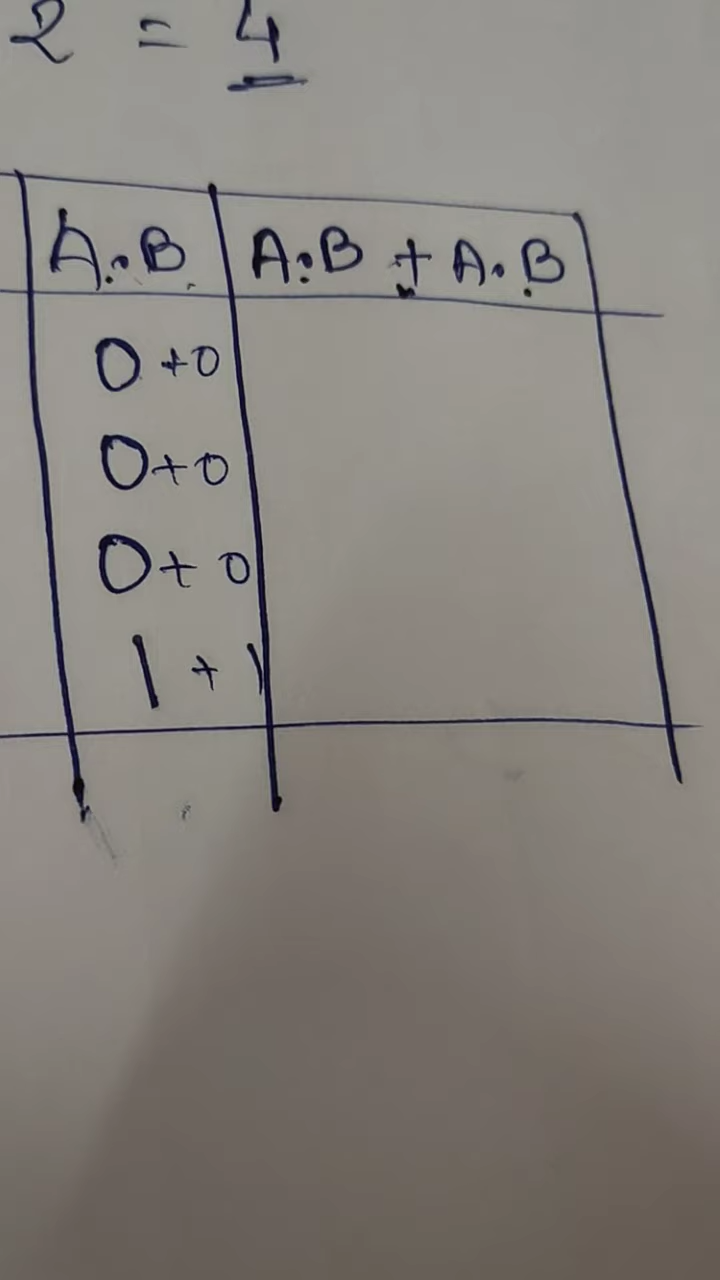 2 = 4
A.B A.B + A.B
0 + 0
0 + 0
0 + 0
1 + 1